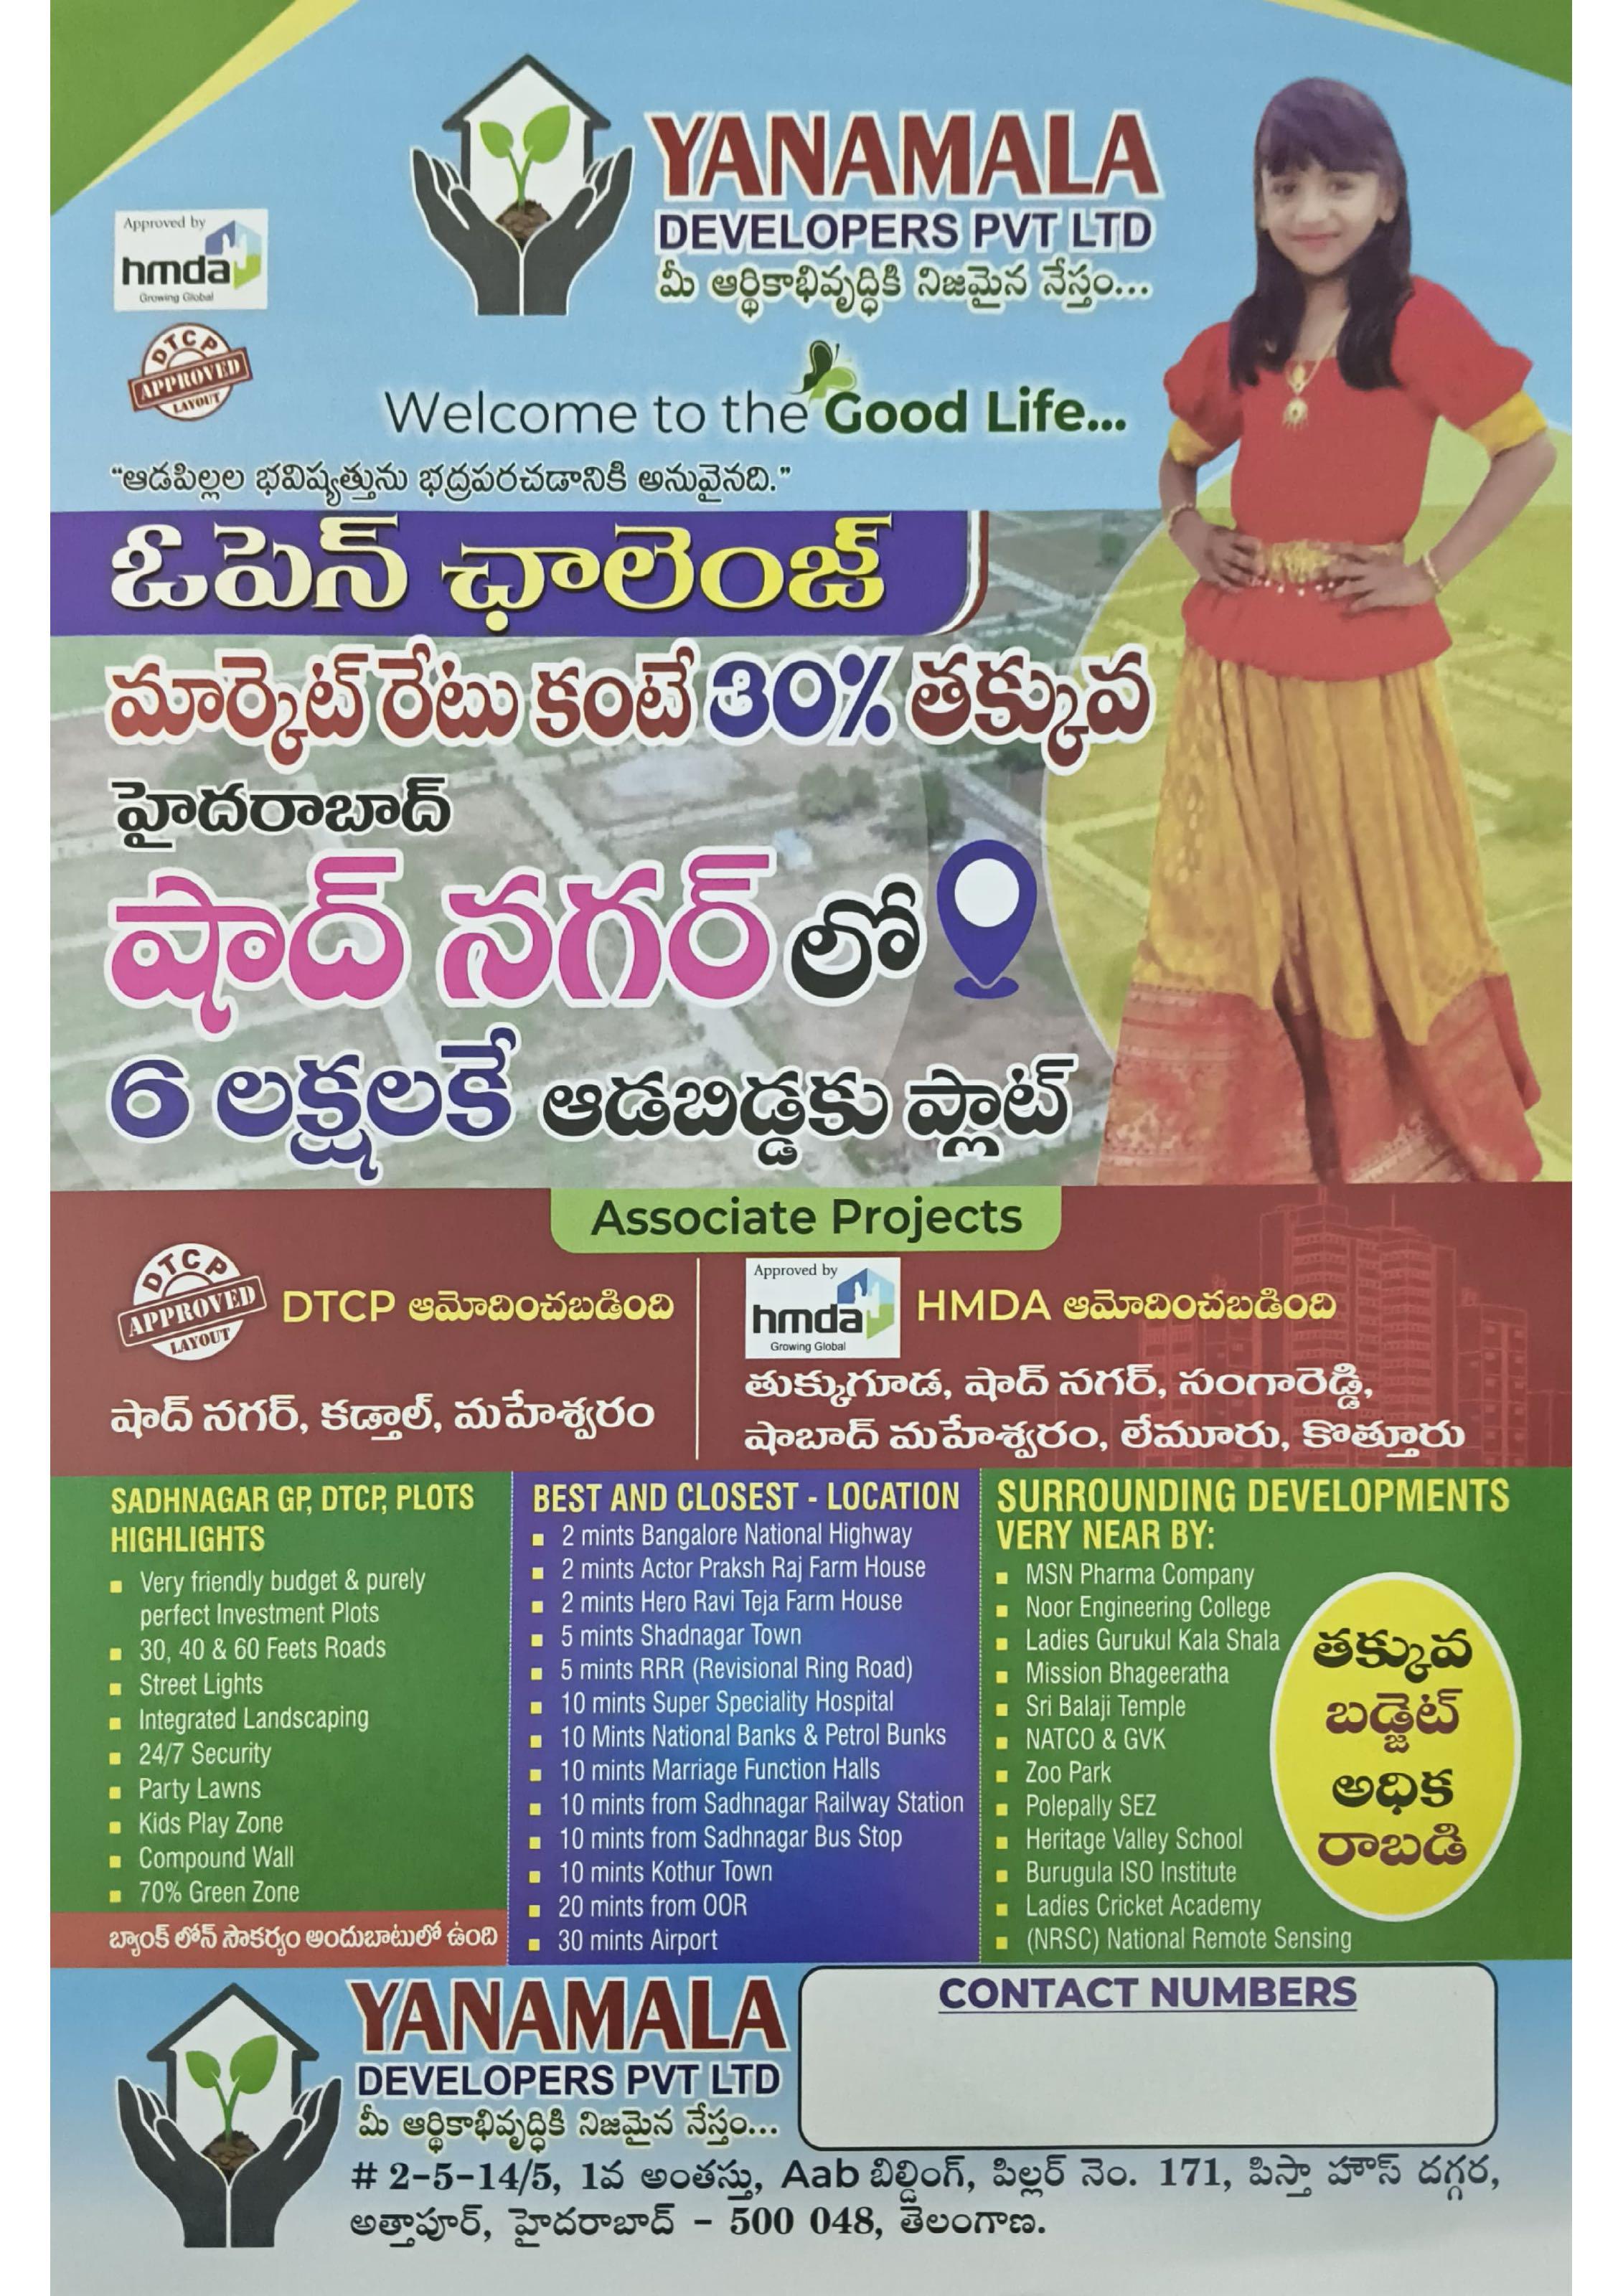 YANAMALA
DEVELOPERS PVT LTD
మీ ఆర్థికాభివృద్ధికి నిజమైన నేస్తం...
Approved by
hmda
Growing Global
DTCP
APPROVED
LAYOUT
Welcome to the Good Life...
"ఆడపిల్లల భవిష్యత్తును భద్రపరచడానికి అనువైనది."
ఓపెన్ ఛాలెంజ్
మార్కెట్ రేటు కంటే 30% తక్కువ
హైదరాబాద్
షాద్ నగర్ లో
6 లక్షలకే ఆడబిడ్డకు ప్లాట్
Associate Projects
DTCP
APPROVED
LAYOUT
DTCP ఆమోదించబడింది
షాద్ నగర్, కడ్తాల్, మహేశ్వరం
Approved by
hmda
Growing Global
HMDA ఆమోదించబడింది
తుక్కుగూడ, షాద్ నగర్, సంగారెడ్డి,
షాబాద్ మహేశ్వరం, లేమూరు, కొత్తూరు
SADHNAGAR GP, DTCP, PLOTS
HIGHLIGHTS
Very friendly budget & purely
perfect Investment Plots
30, 40 & 60 Feets Roads
Street Lights
Integrated Landscaping
24/7 Security
Party Lawns
Kids Play Zone
Compound Wall
70% Green Zone
బ్యాంక్ లోన్ సౌకర్యం అందుబాటులో ఉంది
BEST AND CLOSEST - LOCATION
2 mints Bangalore National Highway
2 mints Actor Praksh Raj Farm House
2 mints Hero Ravi Teja Farm House
5 mints Shadnagar Town
5 mints RRR (Revisional Ring Road)
10 mints Super Speciality Hospital
10 Mints National Banks & Petrol Bunks
10 mints Marriage Function Halls
10 mints from Sadhnagar Railway Station
10 mints from Sadhnagar Bus Stop
10 mints Kothur Town
20 mints from OOR
30 mints Airport
SURROUNDING DEVELOPMENTS
VERY NEAR BY:
MSN Pharma Company
Noor Engineering College
Ladies Gurukul Kala Shala
Mission Bhageeratha
Sri Balaji Temple
NATCO & GVK
Zoo Park
Polepally SEZ
Heritage Valley School
Burugula ISO Institute
Ladies Cricket Academy
(NRSC) National Remote Sensing
తక్కువ
బడ్జెట్
అధిక
రాబడి
YANAMALA
DEVELOPERS PVT LTD
మీ ఆర్థికాభివృద్ధికి నిజమైన నేస్తం...
CONTACT NUMBERS
# 2-5-14/5, 1వ అంతస్తు, Aab బిల్డింగ్, పిల్లర్ నెం. 171, పిస్తా హౌస్ దగ్గర,
అత్తాపూర్, హైదరాబాద్ - 500 048, తెలంగాణ.